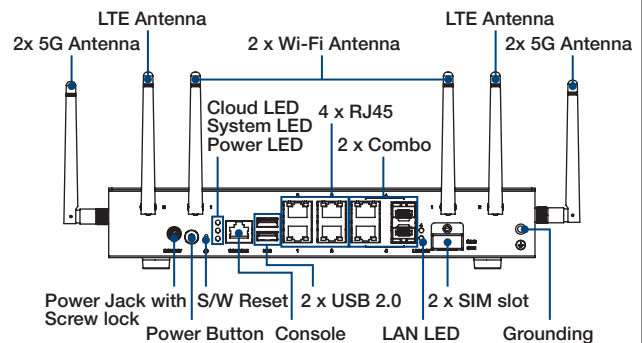 LTE Antenna
LTE Antenna
2x 5G Antenna
2 x Wi-Fi Antenna
2x 5G Antenna
Cloud LED
System LED
Power LED
4 x RJ45
2 x Combo
Power Jack with
Screw lock
S/W Reset
2 x USB 2.0
2 x SIM slot
Power Button
Console
LAN LED
Grounding